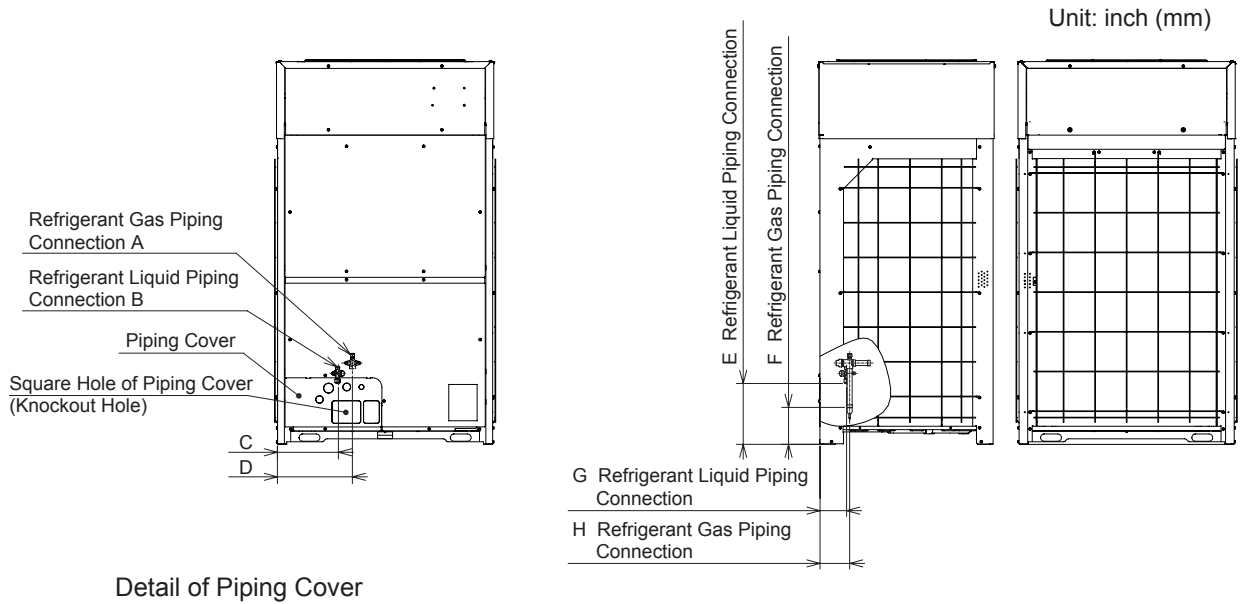 Unit: inch (mm)
Refrigerant Gas Piping
Connection A
Refrigerant Liquid Piping
Connection B
Piping Cover
Square Hole of Piping Cover
(Knockout Hole)
C
D
E Refrigerant Liquid Piping Connection
F Refrigerant Gas Piping Connection
G Refrigerant Liquid Piping
Connection
H Refrigerant Gas Piping
Connection
Detail of Piping Cover